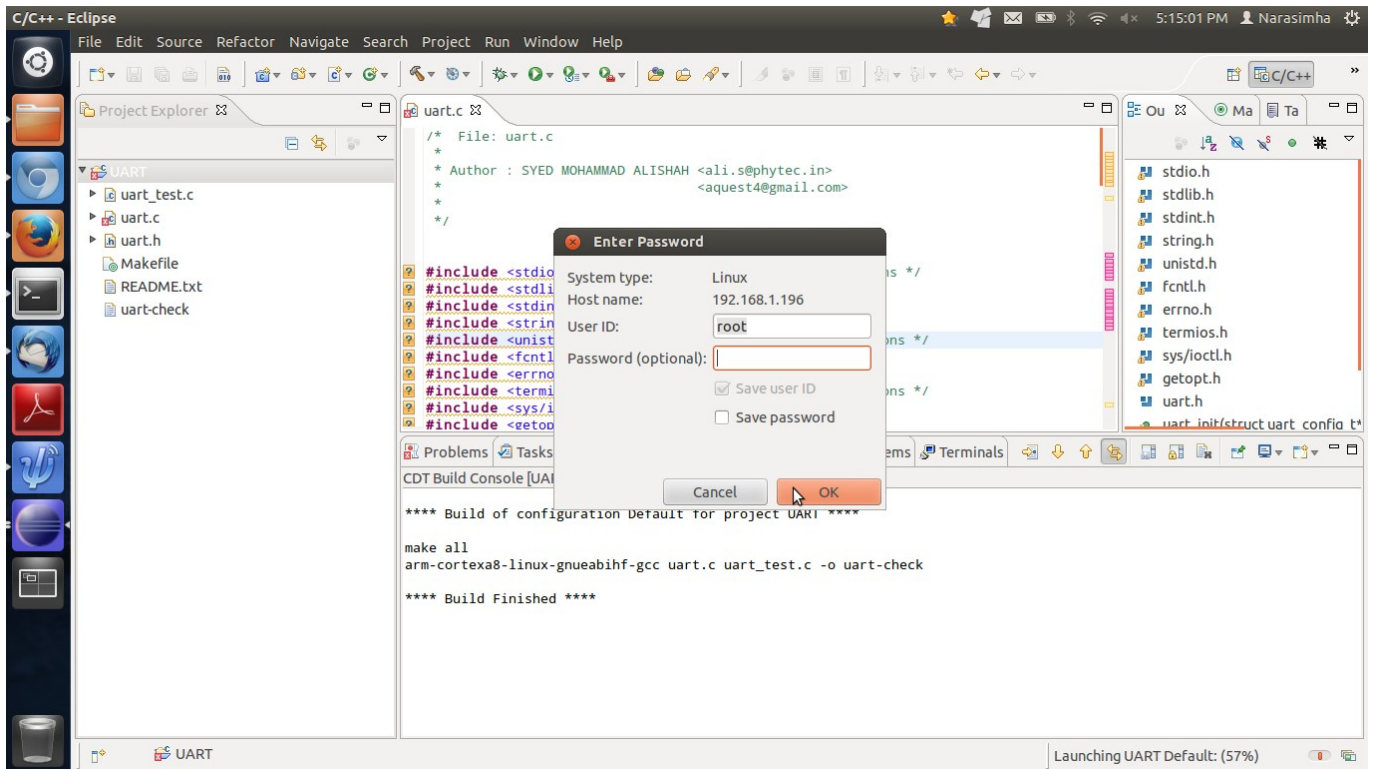 C/C++ - Eclipse
5:15:01 PM Narasimha
File Edit Source Refactor Navigate Search Project Run Window Help
C/C++ »
Project Explorer
UART
uart_test.c
uart.c
uart.h
Makefile
README.txt
uart-check
uart.c
/* File: uart.c
*
* Author : SYED MOHAMMAD ALISHAH <ali.s@phytec.in>
* <aquest4@gmail.com>
*
*/
#include <stdio
#include <stdli
#include <stdin
#include <strin
#include <unist
#include <fcntl
#include <errno
#include <termi
#include <sys/i
#include <getop
ns */
ons */
ons */
Enter Password
System type: Linux
Host name: 192.168.1.196
User ID: root
Password (optional):
Save user ID
Save password
Cancel OK
Ou Ma Ta
stdio.h
stdlib.h
stdint.h
string.h
unistd.h
fcntl.h
errno.h
termios.h
sys/ioctl.h
getopt.h
uart.h
uart_init(struct uart_config_t*
Problems Tasks ems Terminals
CDT Build Console [UAR
**** Build of configuration Default for project UART ****
make all
arm-cortexa8-linux-gnueabihf-gcc uart.c uart_test.c -o uart-check
**** Build Finished ****
UART
Launching UART Default: (57%)